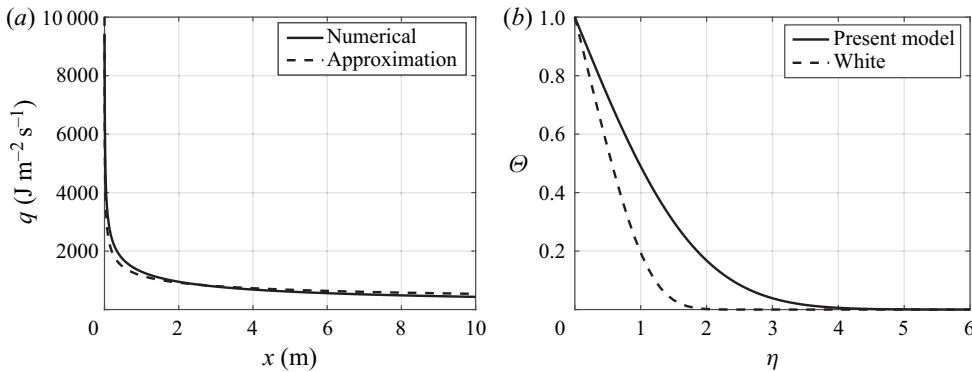 (a)
10 000
8000
6000
4000
2000
0
2
4
6
8
10
q (J m⁻² s⁻¹)
x (m)
Numerical
Approximation
(b)
1.0
0.8
0.6
0.4
0.2
0
1
2
3
4
5
6
Θ
η
Present model
White